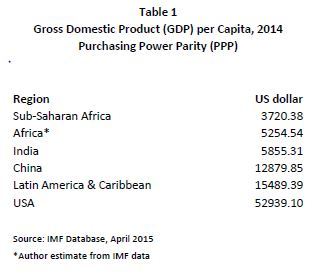 Table 1
Gross Domestic Product (GDP) per Capita, 2014
Purchasing Power Parity (PPP)
Region US dollar
Sub-Saharan Africa 3720.38
Africa* 5254.54
India 5855.31
China 12879.85
Latin America & Caribbean 15489.39
USA 52939.10
Source: IMF Database, April 2015
*Author estimate from IMF data